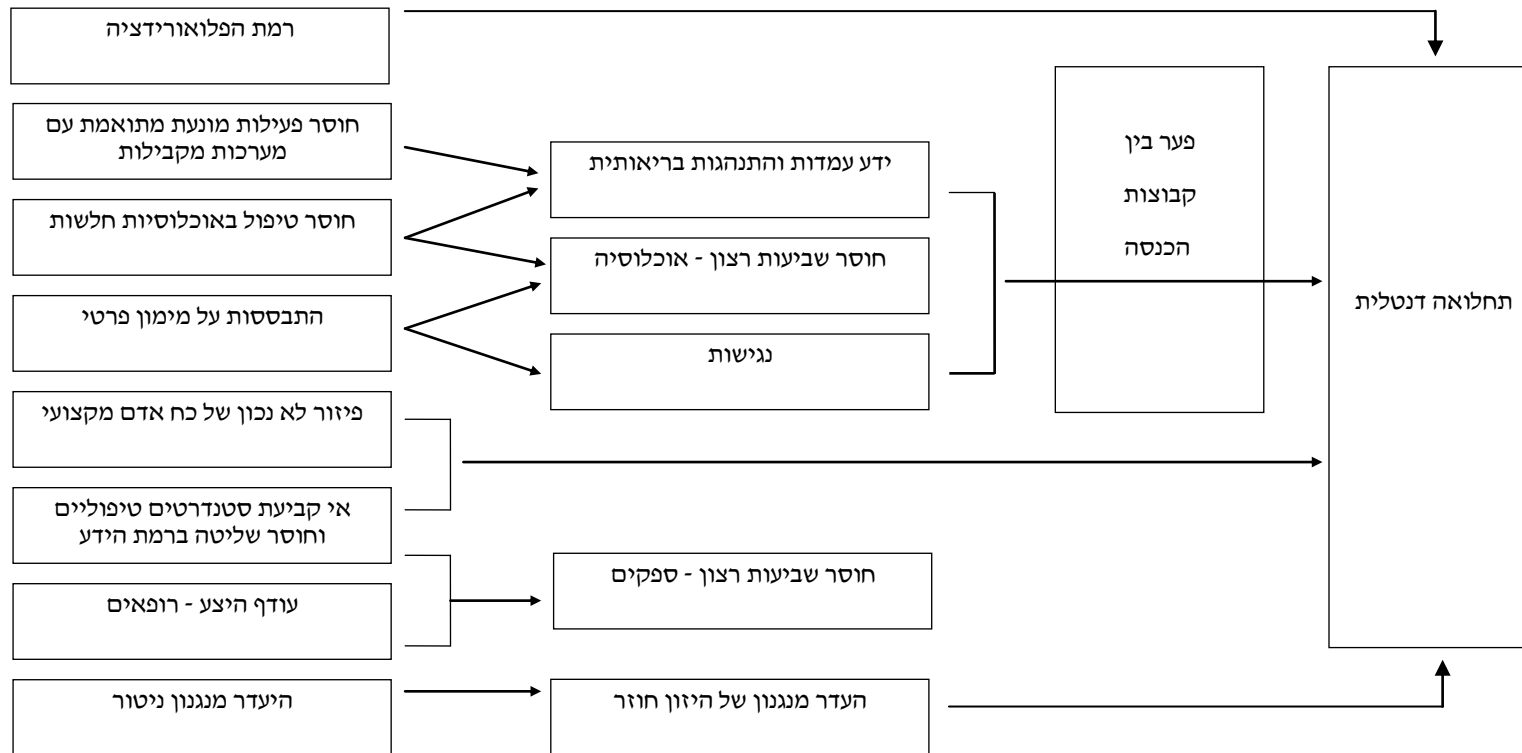 רמת הפלואורידציה
חוסר פעילות מונעת מתואמת עם
מערכות מקבילות
חוסר טיפול באוכלוסיות חלשות
התבססות על מימון פרטי
פיזור לא נכון של כח אדם מקצועי
אי קביעת סטנדרטים טיפוליים
וחוסר שליטה ברמת הידע
עודף היצע - רופאים
היעדר מנגנון ניטור
ידע עמדות והתנהגות בריאותית
חוסר שביעות רצון - אוכלוסיה
נגישות
חוסר שביעות רצון - ספקים
העדר מנגנון של היזון חוזר
פער בין
קבוצות
הכנסה
תחלואה דנטלית